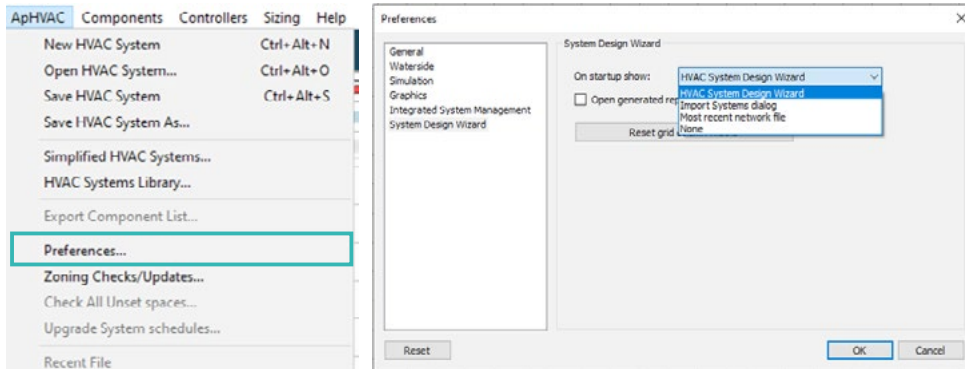 ApHVAC Components Controllers Sizing Help
New HVAC System Ctrl+Alt+N
Open HVAC System... Ctrl+Alt+O
Save HVAC System Ctrl+Alt+S
Save HVAC System As...
Simplified HVAC Systems...
HVAC Systems Library...
Export Component List...
Preferences...
Zoning Checks/Updates...
Check All Unset spaces...
Upgrade System schedules...
Recent File
Preferences
General
Waterside
Simulation
Graphics
Integrated System Management
System Design Wizard
System Design Wizard
On startup show: HVAC System Design Wizard
HVAC System Design Wizard
Open generated
Import Systems dialog
Most recent network file
None
Reset grid
Reset OK Cancel